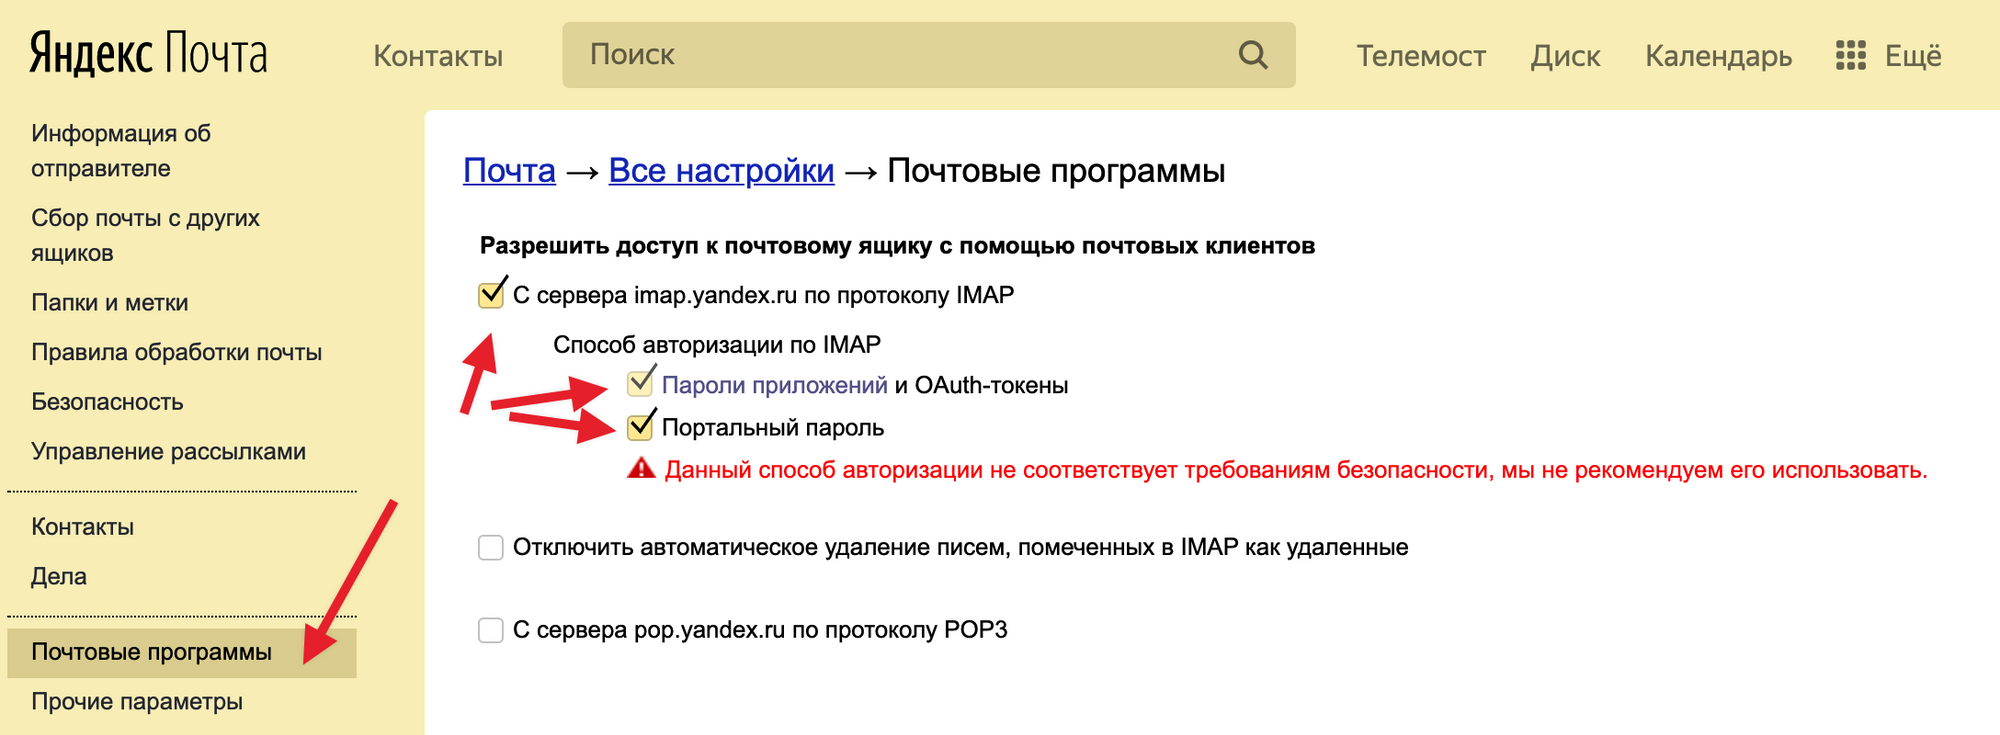 Яндекс Почта
Контакты
Поиск
Телемост
Диск
Календарь
Ещё
Информация об
отправителе
Сбор почты с других
ящиков
Папки и метки
Правила обработки почты
Безопасность
Управление рассылками
Контакты
Дела
Почтовые программы
Прочие параметры
Почта → Все настройки → Почтовые программы
Разрешить доступ к почтовому ящику с помощью почтовых клиентов
С сервера imap.yandex.ru по протоколу IMAP
Способ авторизации по IMAP
Пароли приложений и OAuth-токены
Портальный пароль
Данный способ авторизации не соответствует требованиям безопасности, мы не рекомендуем его использовать.
Отключить автоматическое удаление писем, помеченных в IMAP как удаленные
С сервера pop.yandex.ru по протоколу POP3